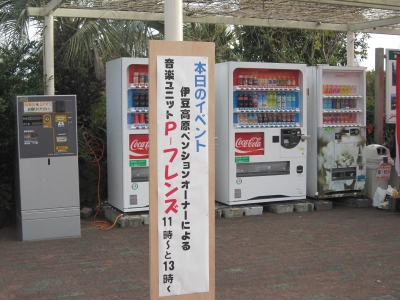 本日のイベント
伊豆高原ペンションオーナーによる
音楽ユニットP-フレンズ11時～と13時～
Coca-Cola
Coca-Cola